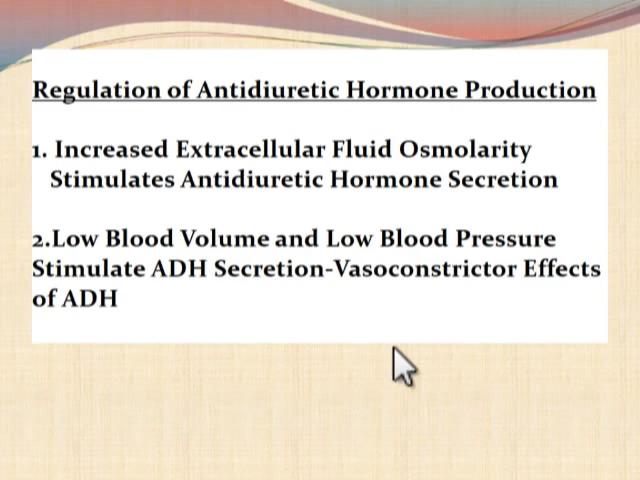 Regulation of Antidiuretic Hormone Production
1. Increased Extracellular Fluid Osmolarity
Stimulates Antidiuretic Hormone Secretion
2.Low Blood Volume and Low Blood Pressure
Stimulate ADH Secretion-Vasoconstrictor Effects
of ADH